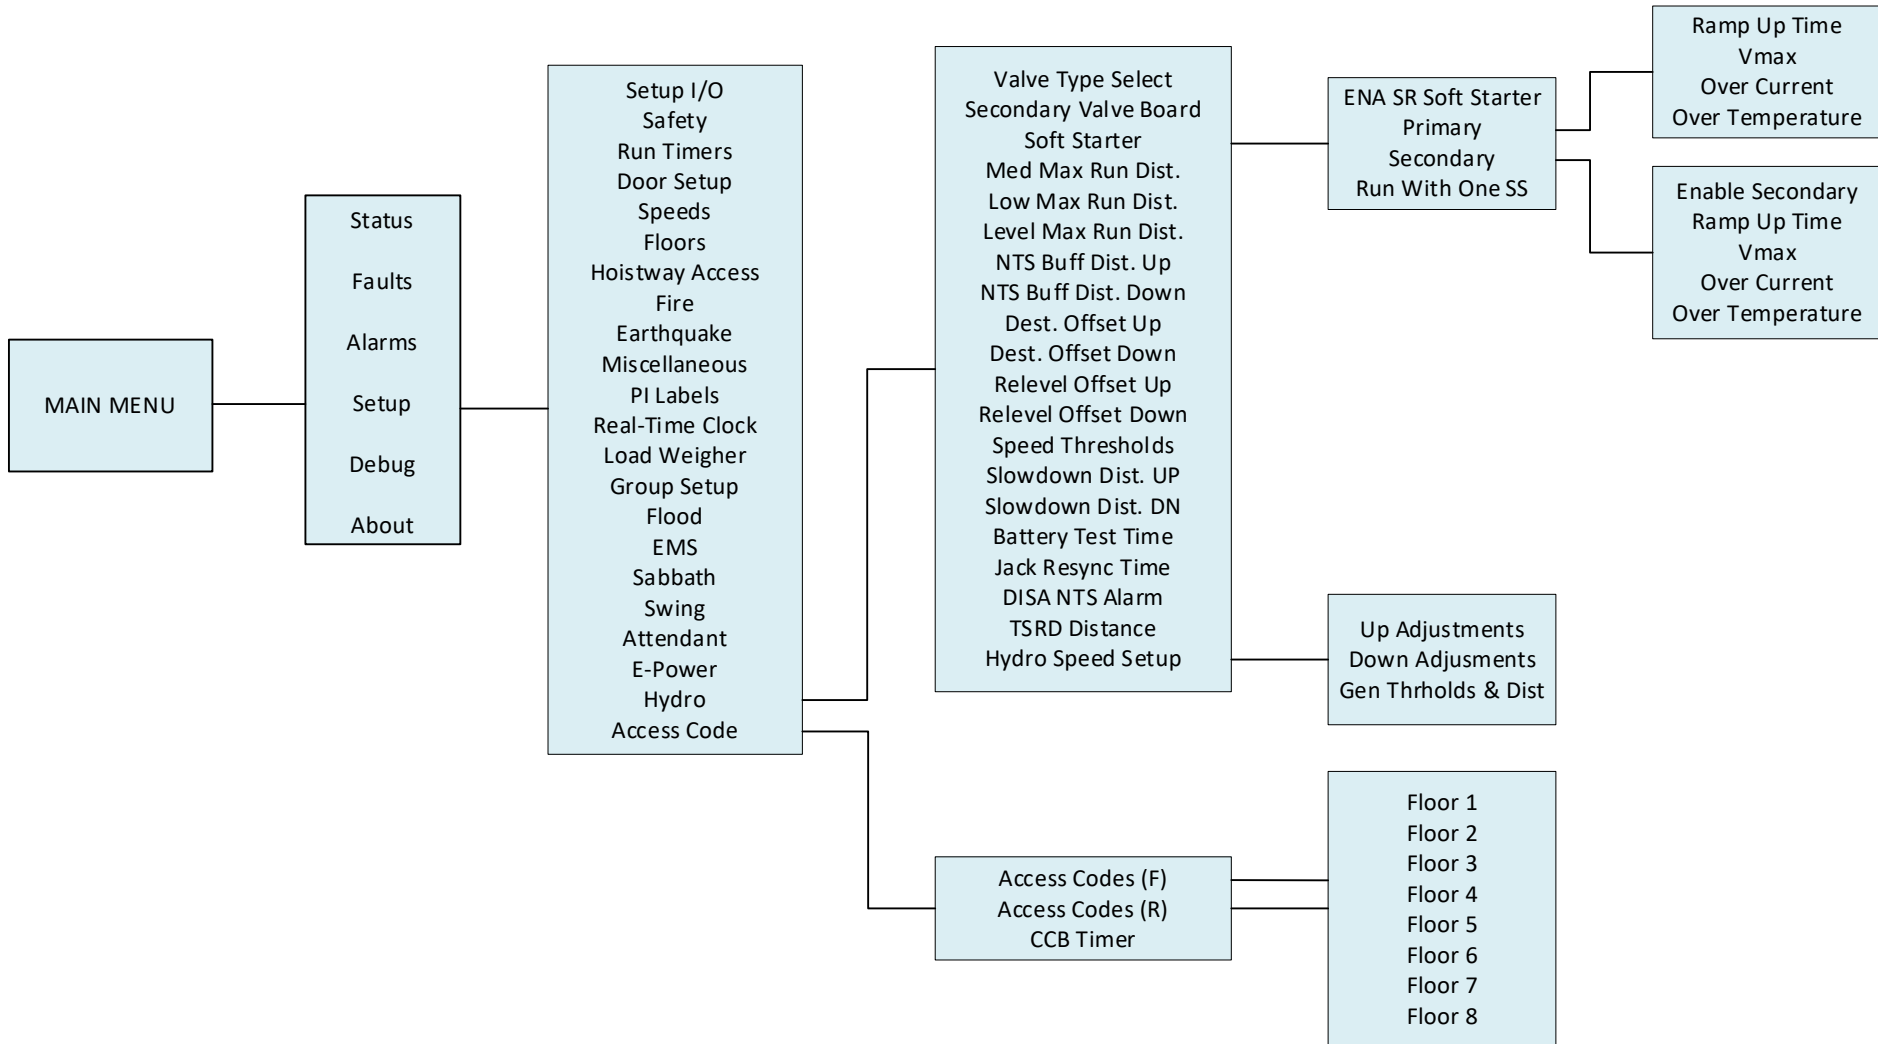 MAIN MENU
Status
Faults
Alarms
Setup
Debug
About
Setup I/O
Safety
Run Timers
Door Setup
Speeds
Floors
Hoistway Access
Fire
Earthquake
Miscellaneous
PI Labels
Real-Time Clock
Load Weigher
Group Setup
Flood
EMS
Sabbath
Swing
Attendant
E-Power
Hydro
Access Code
Valve Type Select
Secondary Valve Board
Soft Starter
Med Max Run Dist.
Low Max Run Dist.
Level Max Run Dist.
NTS Buff Dist. Up
NTS Buff Dist. Down
Dest. Offset Up
Dest. Offset Down
Relevel Offset Up
Relevel Offset Down
Speed Thresholds
Slowdown Dist. UP
Slowdown Dist. DN
Battery Test Time
Jack Resync Time
DISA NTS Alarm
TSRD Distance
Hydro Speed Setup
ENA SR Soft Starter
Primary
Secondary
Run With One SS
Ramp Up Time
Vmax
Over Current
Over Temperature
Enable Secondary
Ramp Up Time
Vmax
Over Current
Over Temperature
Up Adjustments
Down Adjusments
Gen Thrholds & Dist
Access Codes (F)
Access Codes (R)
CCB Timer
Floor 1
Floor 2
Floor 3
Floor 4
Floor 5
Floor 6
Floor 7
Floor 8